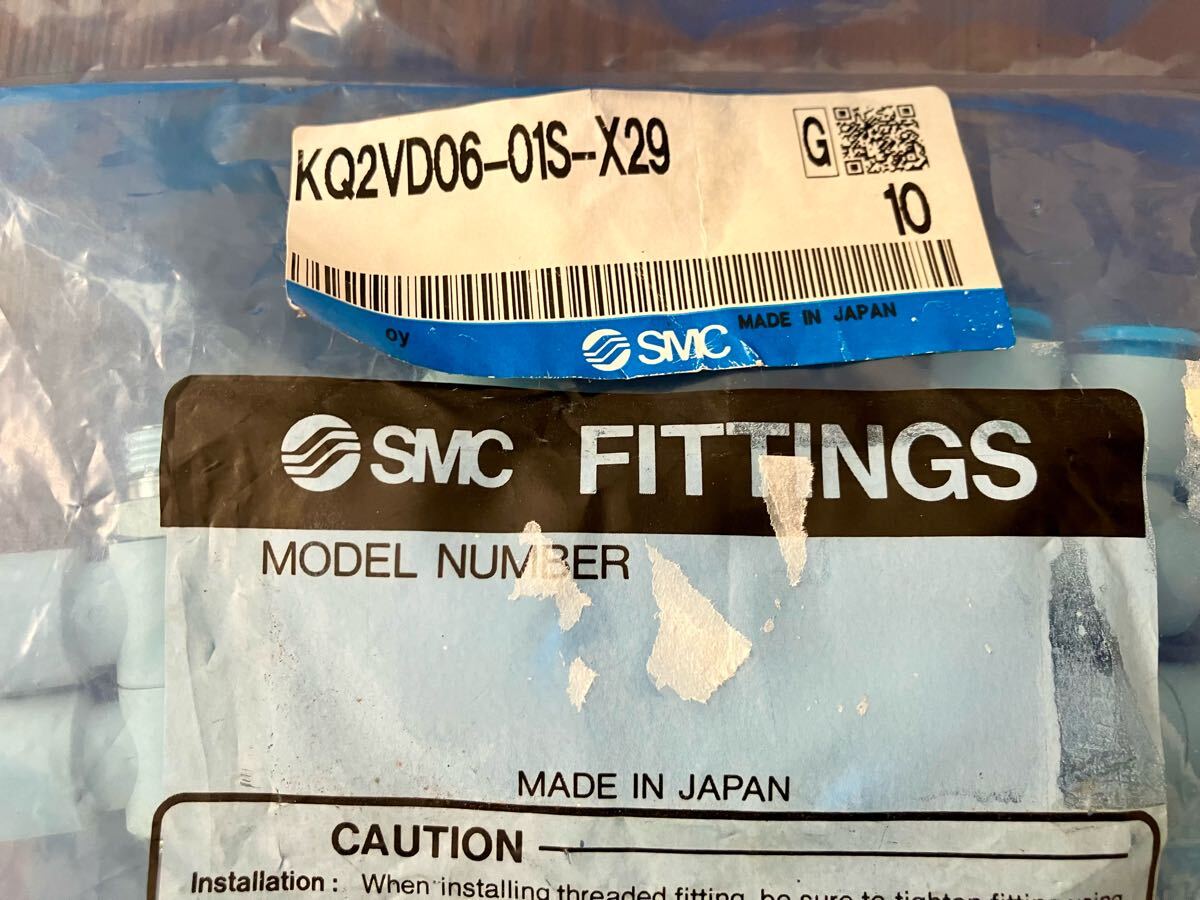 KQ2VD06-01S-X29
G
10
oy
SMC
MADE IN JAPAN
SMC FITTINGS
MODEL NUMBER
MADE IN JAPAN
CAUTION
Installation : When installing threaded fitting, be sure to tighten fitting using